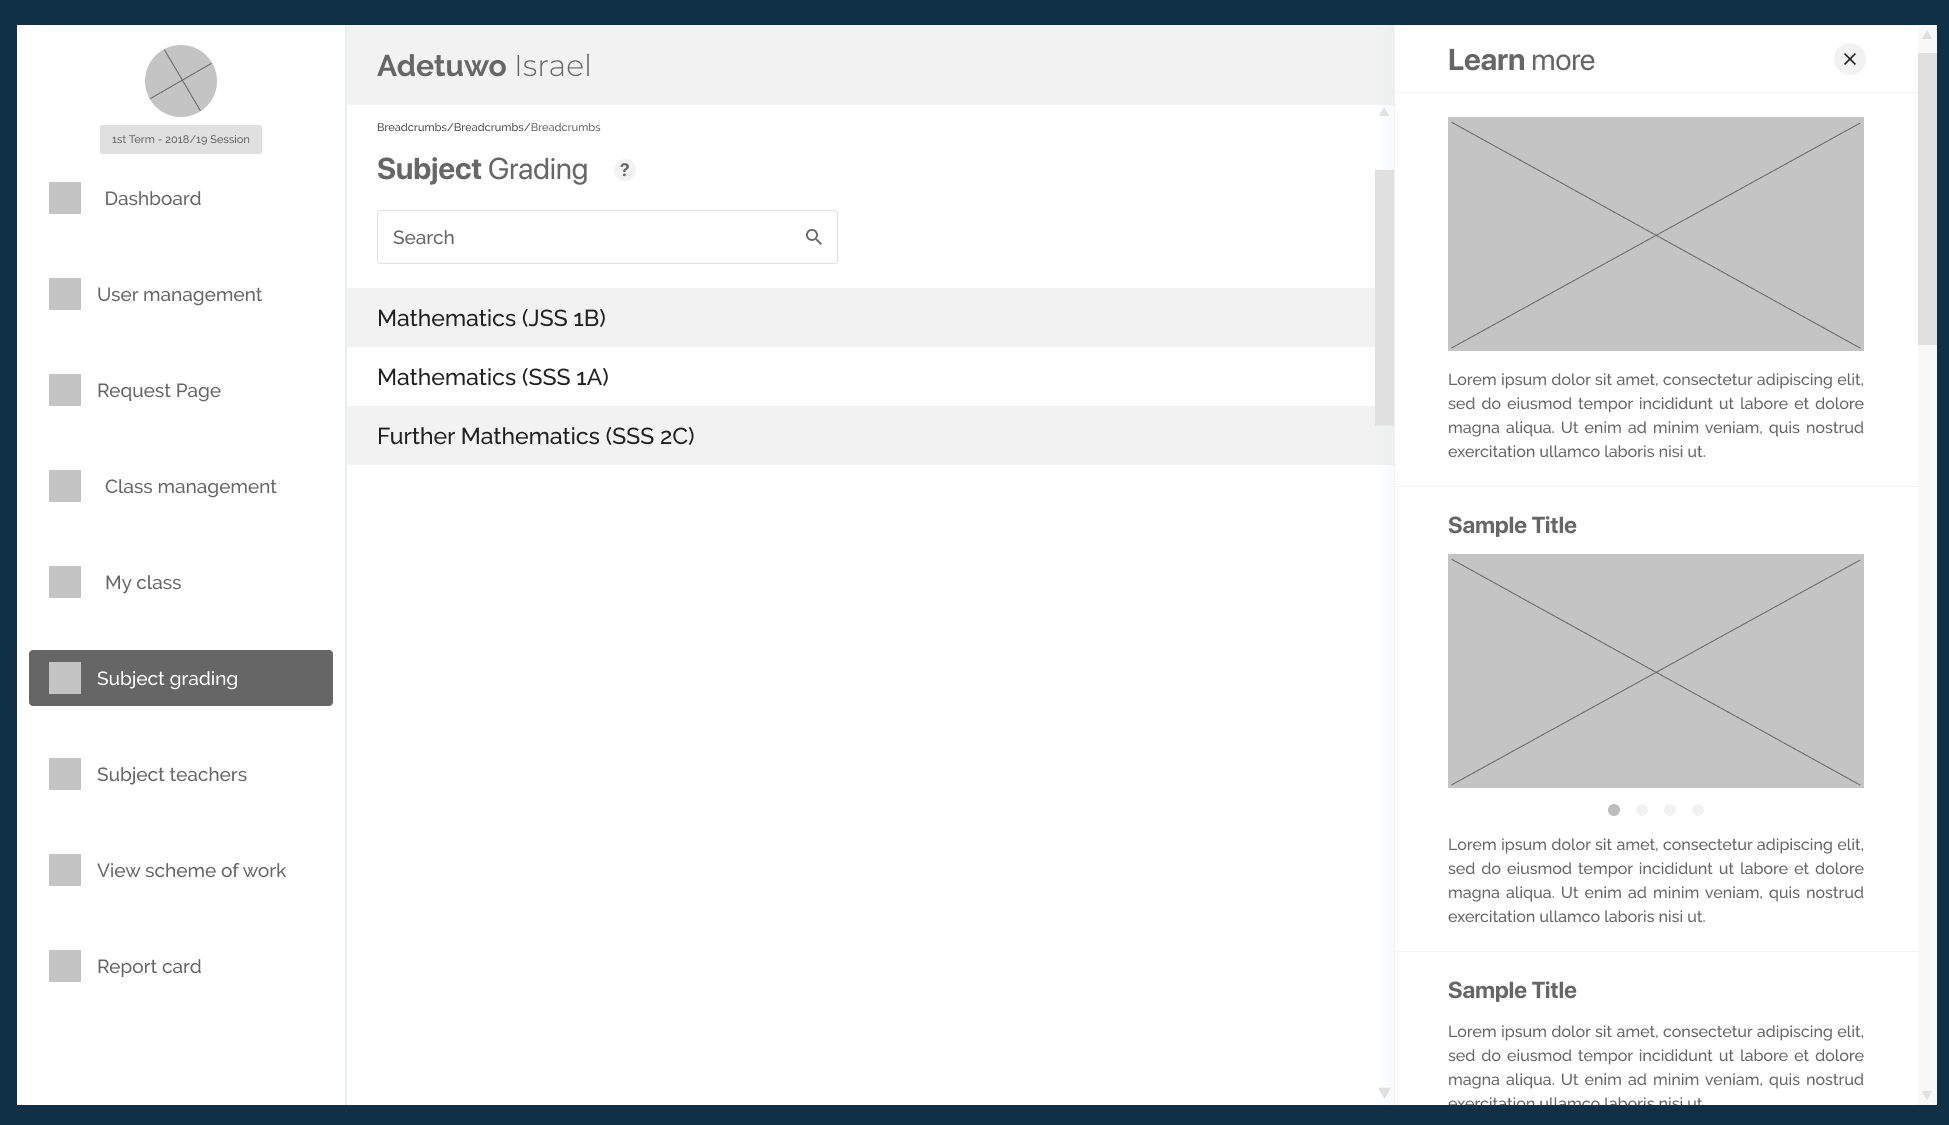 1st Term - 2018/19 Session
Dashboard
User management
Request Page
Class management
My class
Subject grading
Subject teachers
View scheme of work
Report card
Adetuwo Israel
Breadcrumbs/Breadcrumbs/Breadcrumbs
Subject Grading ?
Search
Mathematics (JSS 1B)
Mathematics (SSS 1A)
Further Mathematics (SSS 2C)
Learn more
Lorem ipsum dolor sit amet, consectetur adipiscing elit,
sed do eiusmod tempor incididunt ut labore et dolore
magna aliqua. Ut enim ad minim veniam, quis nostrud
exercitation ullamco laboris nisi ut.
Sample Title
Lorem ipsum dolor sit amet, consectetur adipiscing elit,
sed do eiusmod tempor incididunt ut labore et dolore
magna aliqua. Ut enim ad minim veniam, quis nostrud
exercitation ullamco laboris nisi ut.
Sample Title
Lorem ipsum dolor sit amet, consectetur adipiscing elit,
sed do eiusmod tempor incididunt ut labore et dolore
magna aliqua. Ut enim ad minim veniam, quis nostrud
exercitation ullamco laboris nisi ut.